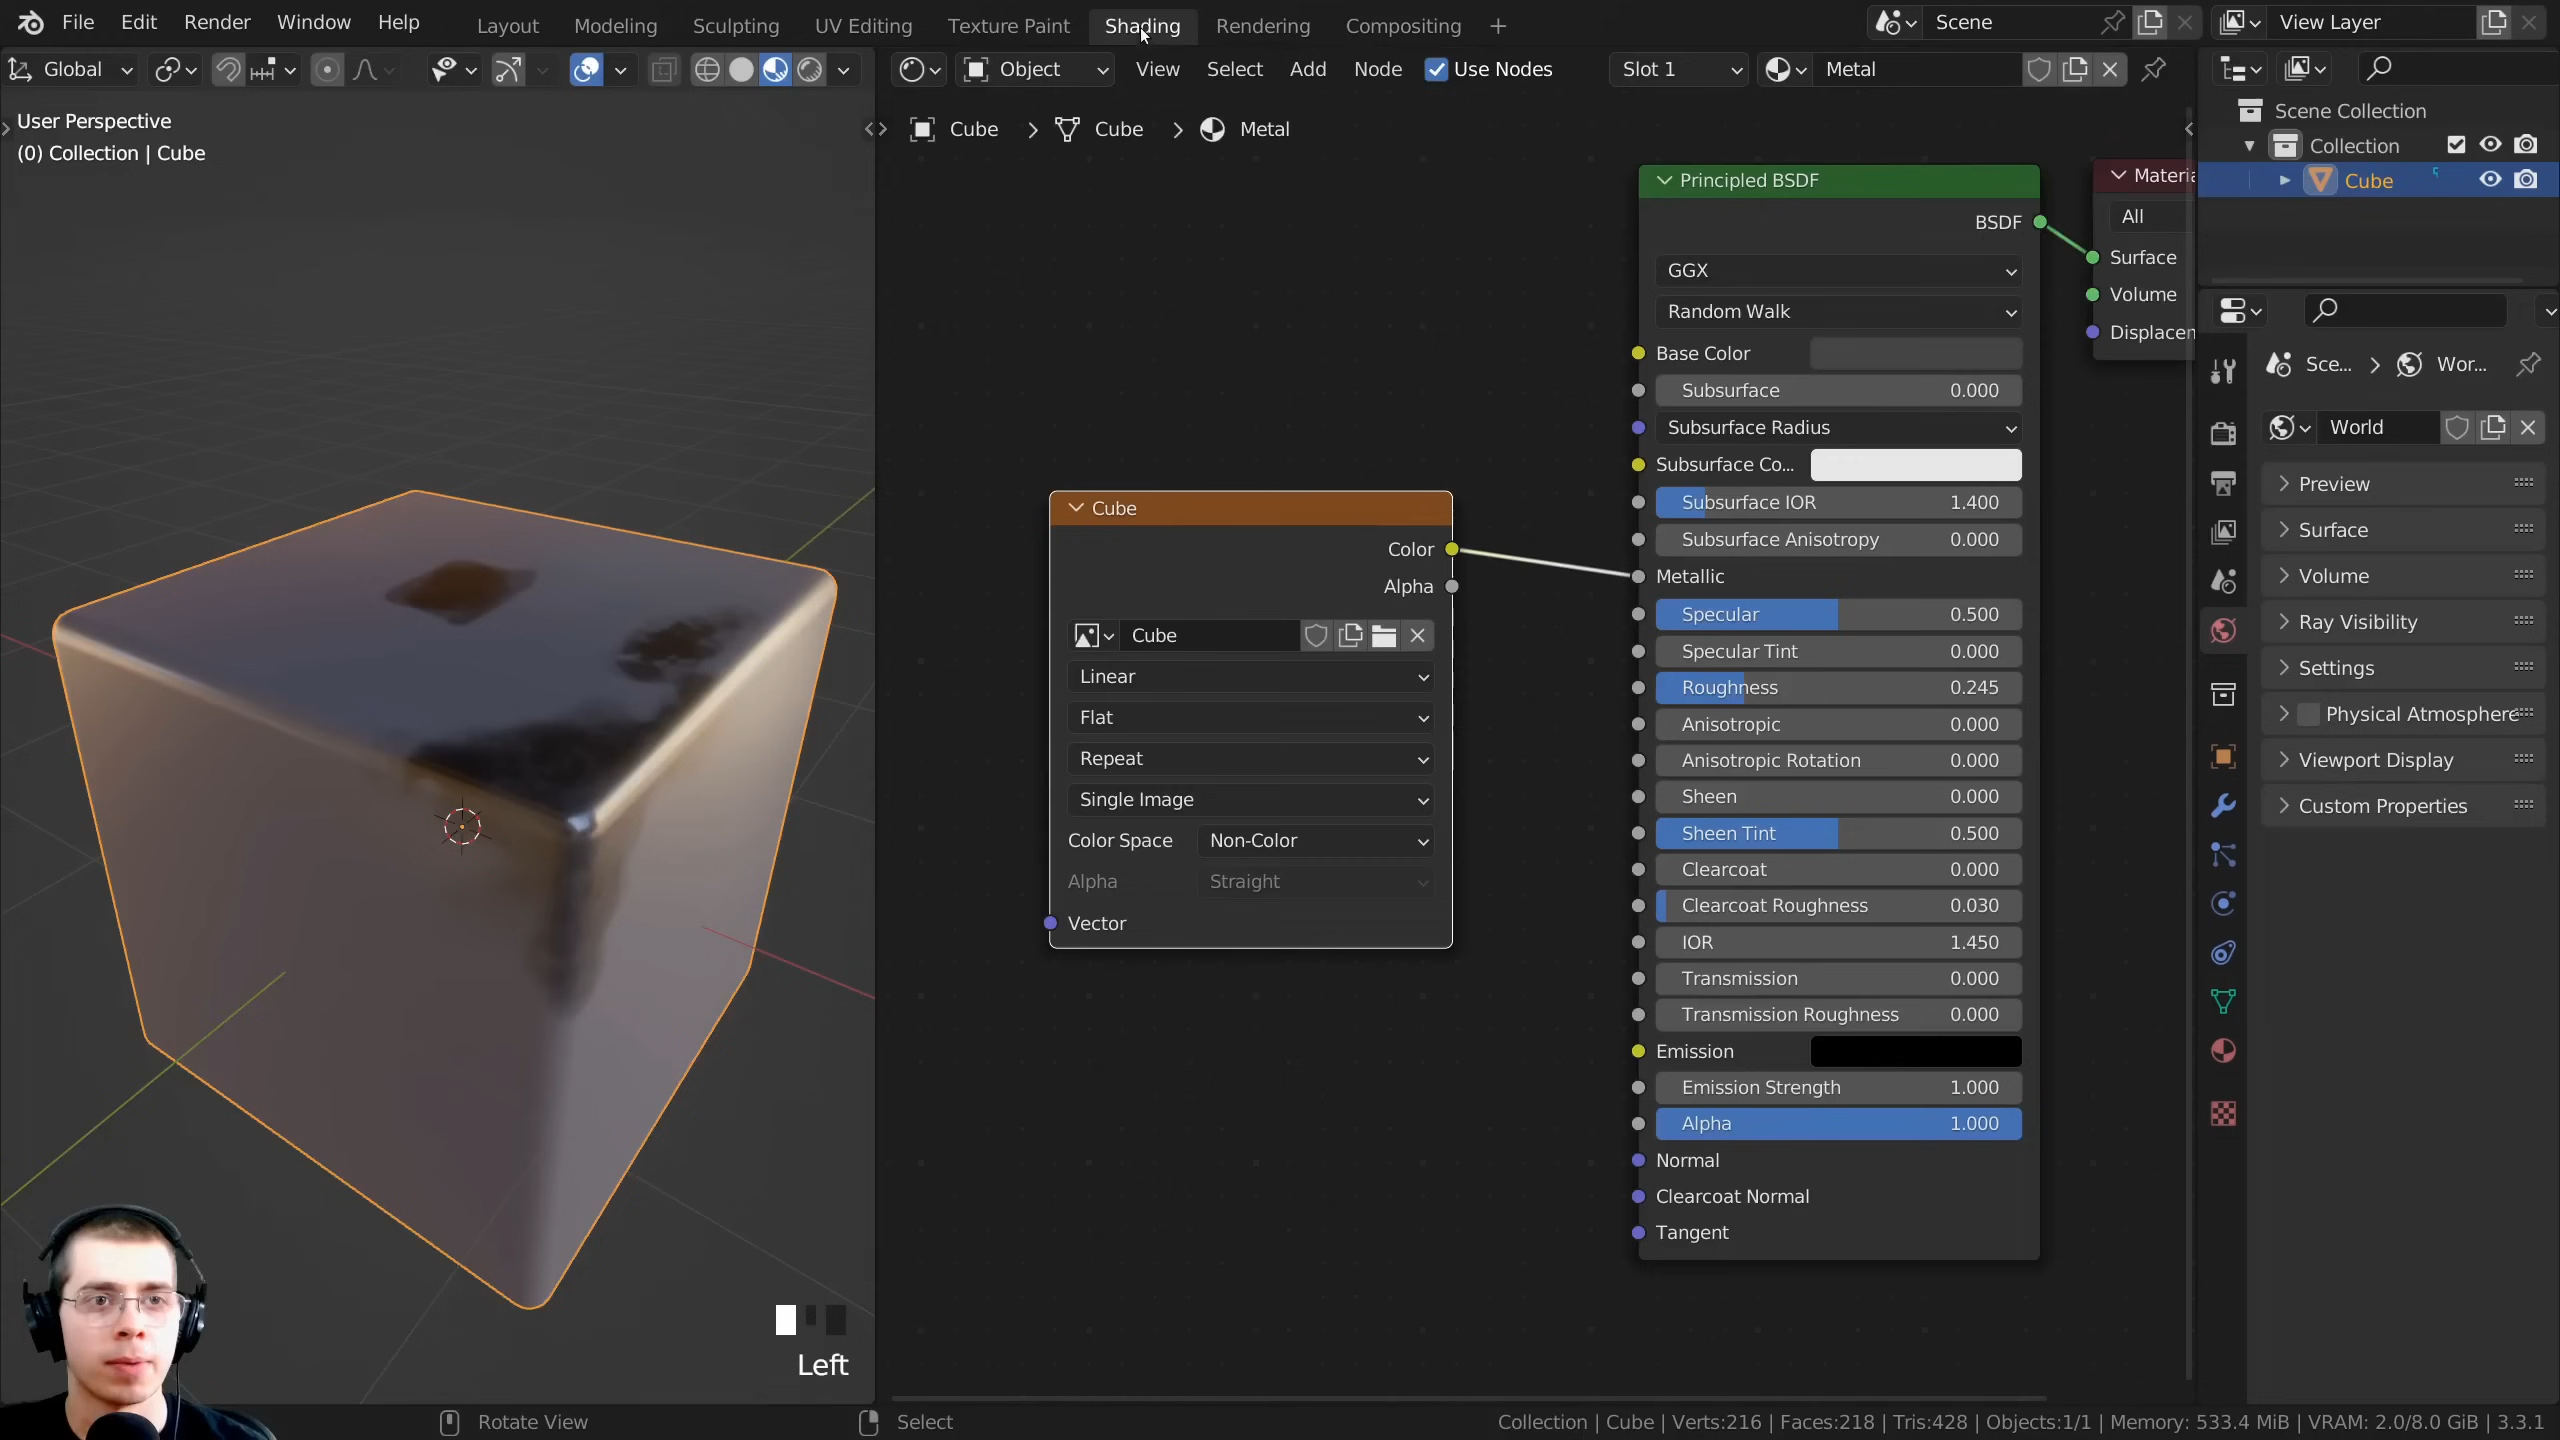 File Edit Render Window Help Layout Modeling Sculpting UV Editing Texture Paint Shading Rendering Compositing + Scene View Layer
Global Object View Select Add Node Use Nodes Slot 1 Metal
User Perspective
(0) Collection | Cube
Cube > Cube > Metal
Scene Collection
Collection
Cube
Principled BSDF
BSDF
GGX
Random Walk
Base Color
Subsurface 0.000
Subsurface Radius
Subsurface Co...
Subsurface IOR 1.400
Subsurface Anisotropy 0.000
Metallic
Specular 0.500
Specular Tint 0.000
Roughness 0.245
Anisotropic 0.000
Anisotropic Rotation 0.000
Sheen 0.000
Sheen Tint 0.500
Clearcoat 0.000
Clearcoat Roughness 0.030
IOR 1.450
Transmission 0.000
Transmission Roughness 0.000
Emission
Emission Strength 1.000
Alpha 1.000
Normal
Clearcoat Normal
Tangent
Materia
All
Surface
Volume
Displacen
Cube
Color
Alpha
Cube
Linear
Flat
Repeat
Single Image
Color Space Non-Color
Alpha Straight
Vector
Sce... > Wor...
World
Preview
Surface
Volume
Ray Visibility
Settings
Physical Atmosphere
Viewport Display
Custom Properties
Left
Rotate View Select Collection | Cube | Verts:216 | Faces:218 | Tris:428 | Objects:1/1 | Memory: 533.4 MiB | VRAM: 2.0/8.0 GiB | 3.3.1